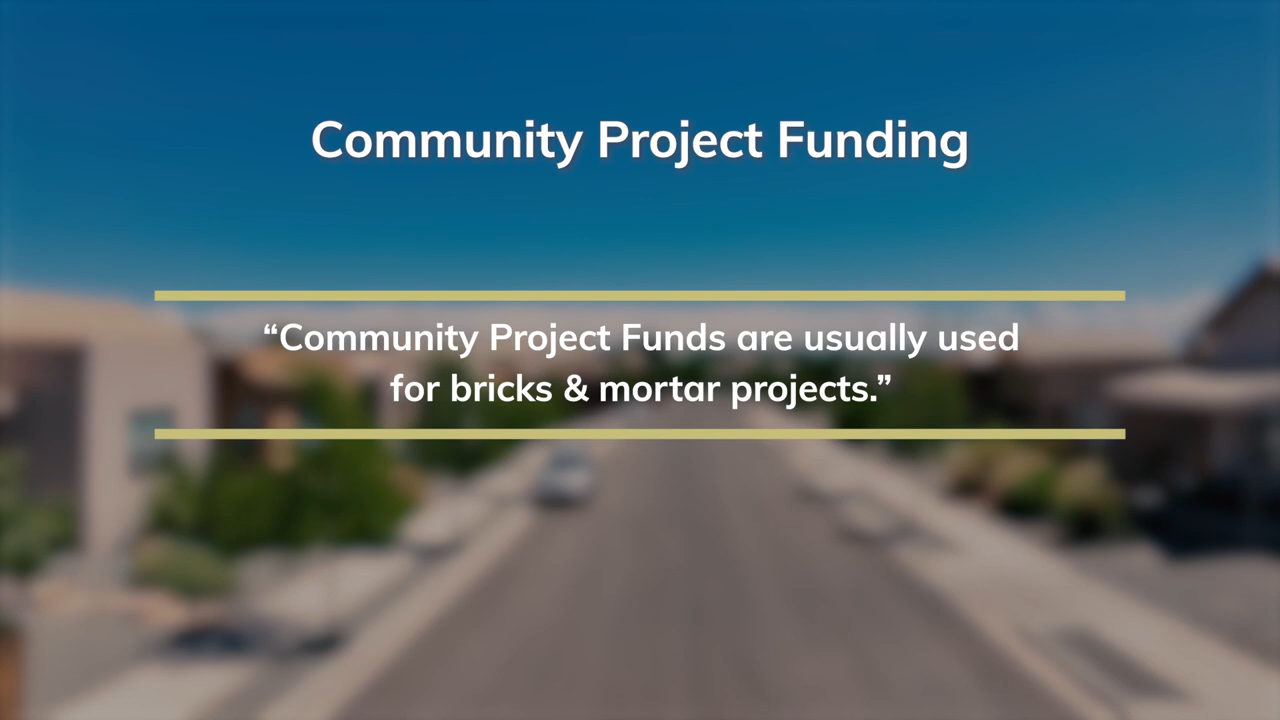 Community Project Funding
“Community Project Funds are usually used
for bricks & mortar projects.”